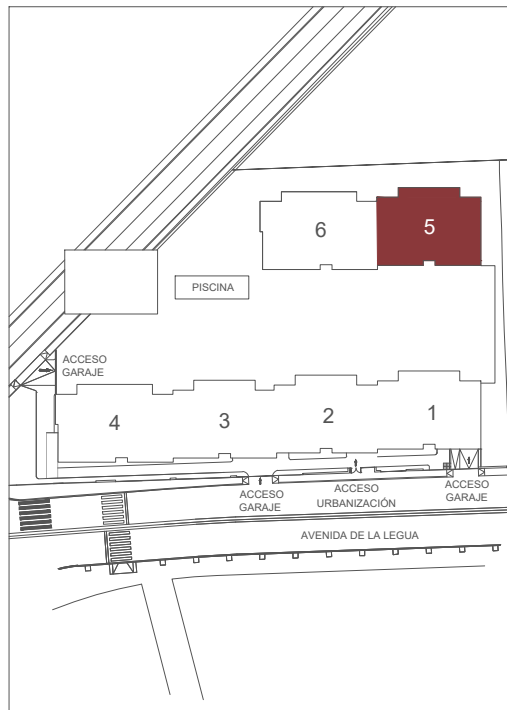 5
6
PISCINA
ACCESO
GARAJE
4
3
2
1
ACCESO
GARAJE
ACCESO
URBANIZACIÓN
ACCESO
GARAJE
AVENIDA DE LA LEGUA